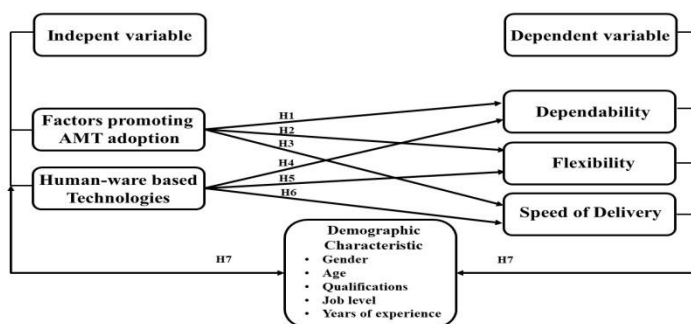 Indepent variable
Dependent variable
Factors promoting
AMT adoption
Human-ware based
Technologies
H1
H2
H3
H4
H5
H6
Dependability
Flexibility
Speed of Delivery
H7
Demographic
Characteristic
• Gender
• Age
• Qualifications
• Job level
• Years of experience
H7